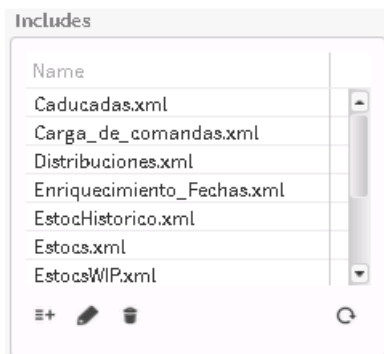 Includes
Name
Caducadas.xml
Carga_de_comandas.xml
Distribuciones.xml
Enriquecimiento_Fechas.xml
EstocHistorico.xml
Estocs.xml
EstocsWIP.xml